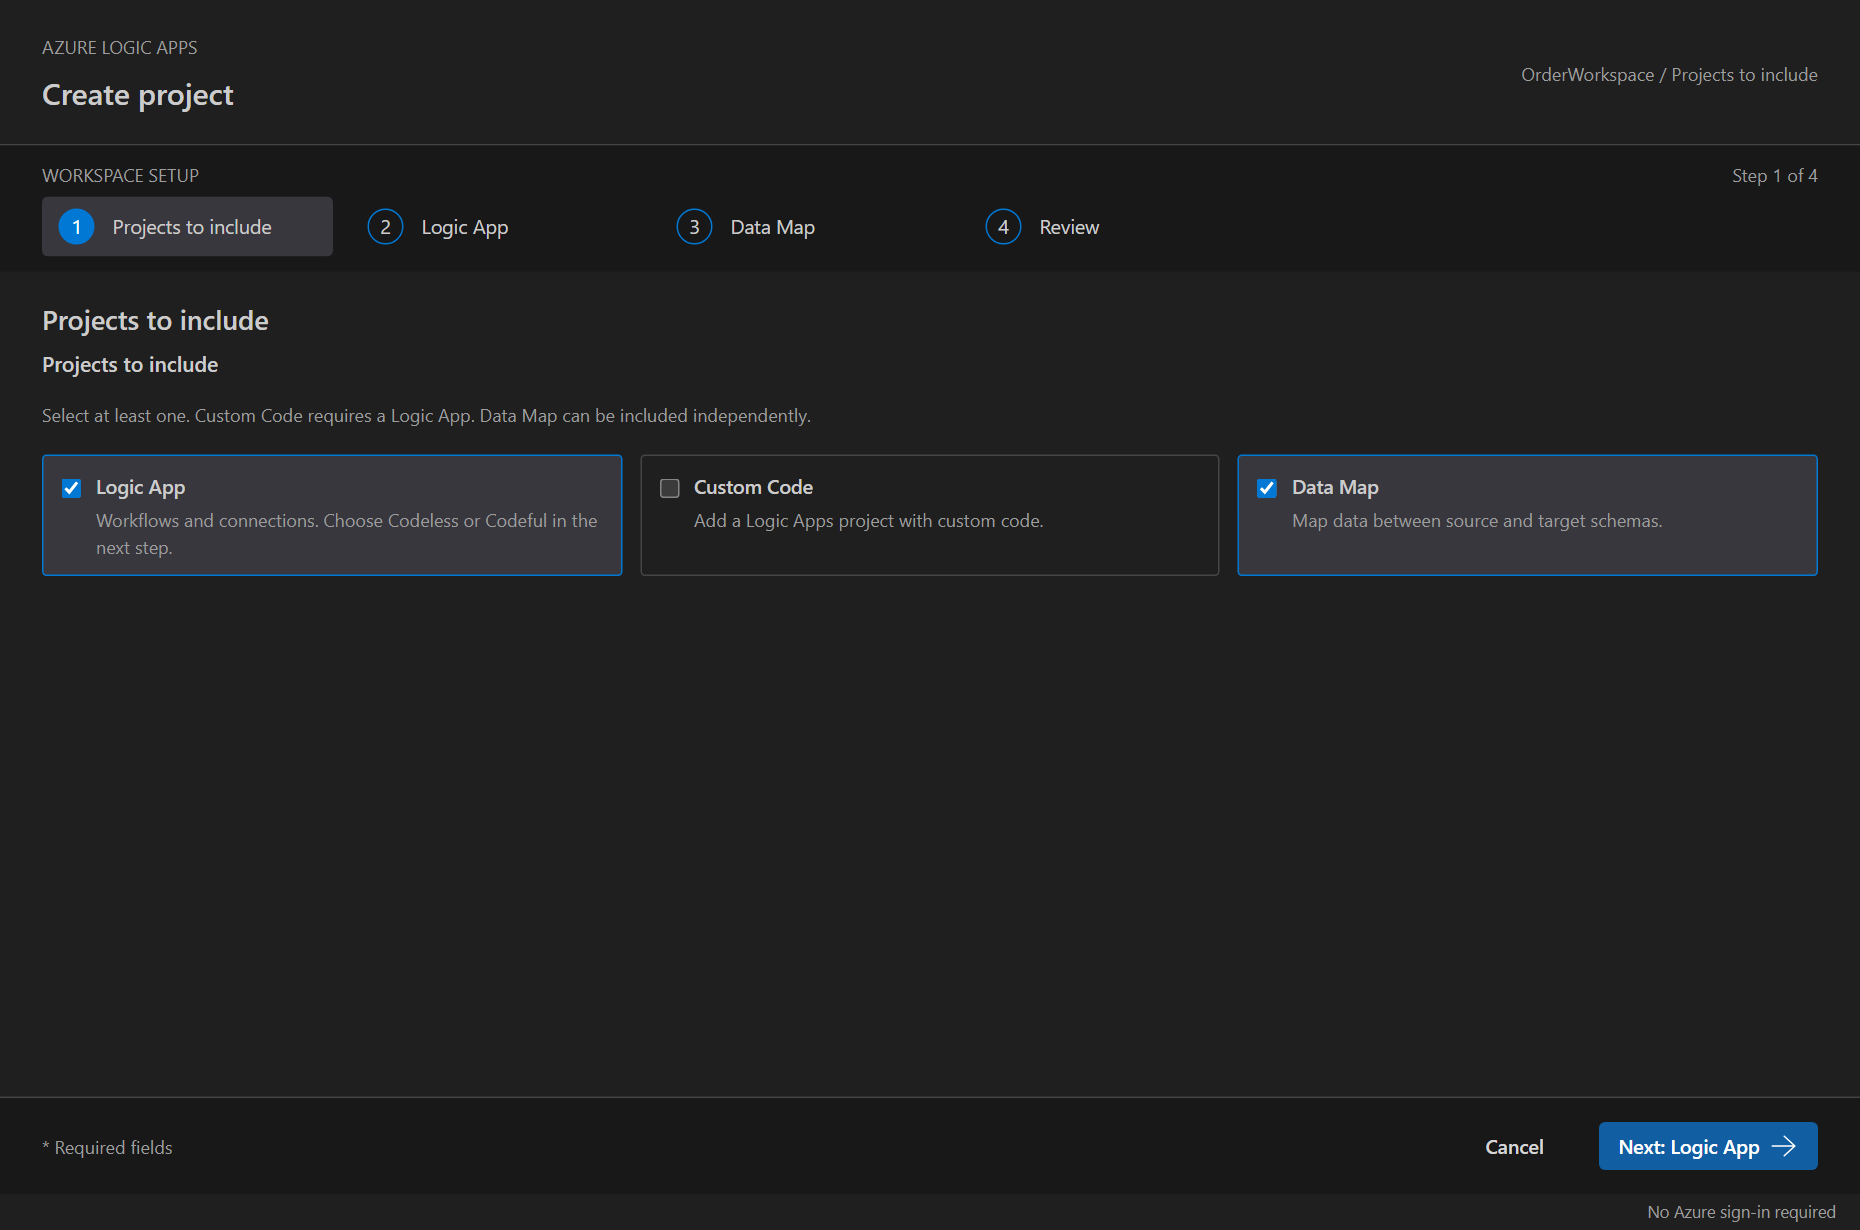 AZURE LOGIC APPS
Create project
OrderWorkspace / Projects to include
WORKSPACE SETUP
Step 1 of 4
1 Projects to include
2 Logic App
3 Data Map
4 Review
Projects to include
Projects to include
Select at least one. Custom Code requires a Logic App. Data Map can be included independently.
Logic App
Workflows and connections. Choose Codeless or Codeful in the
next step.
Custom Code
Add a Logic Apps project with custom code.
Data Map
Map data between source and target schemas.
* Required fields
Cancel
Next: Logic App
No Azure sign-in required